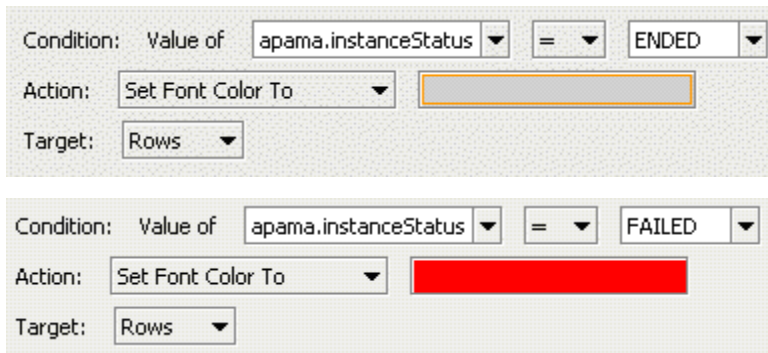 Condition: Value of apama.instanceStatus = ENDED
Action: Set Font Color To
Target: Rows
Condition: Value of apama.instanceStatus = FAILED
Action: Set Font Color To
Target: Rows